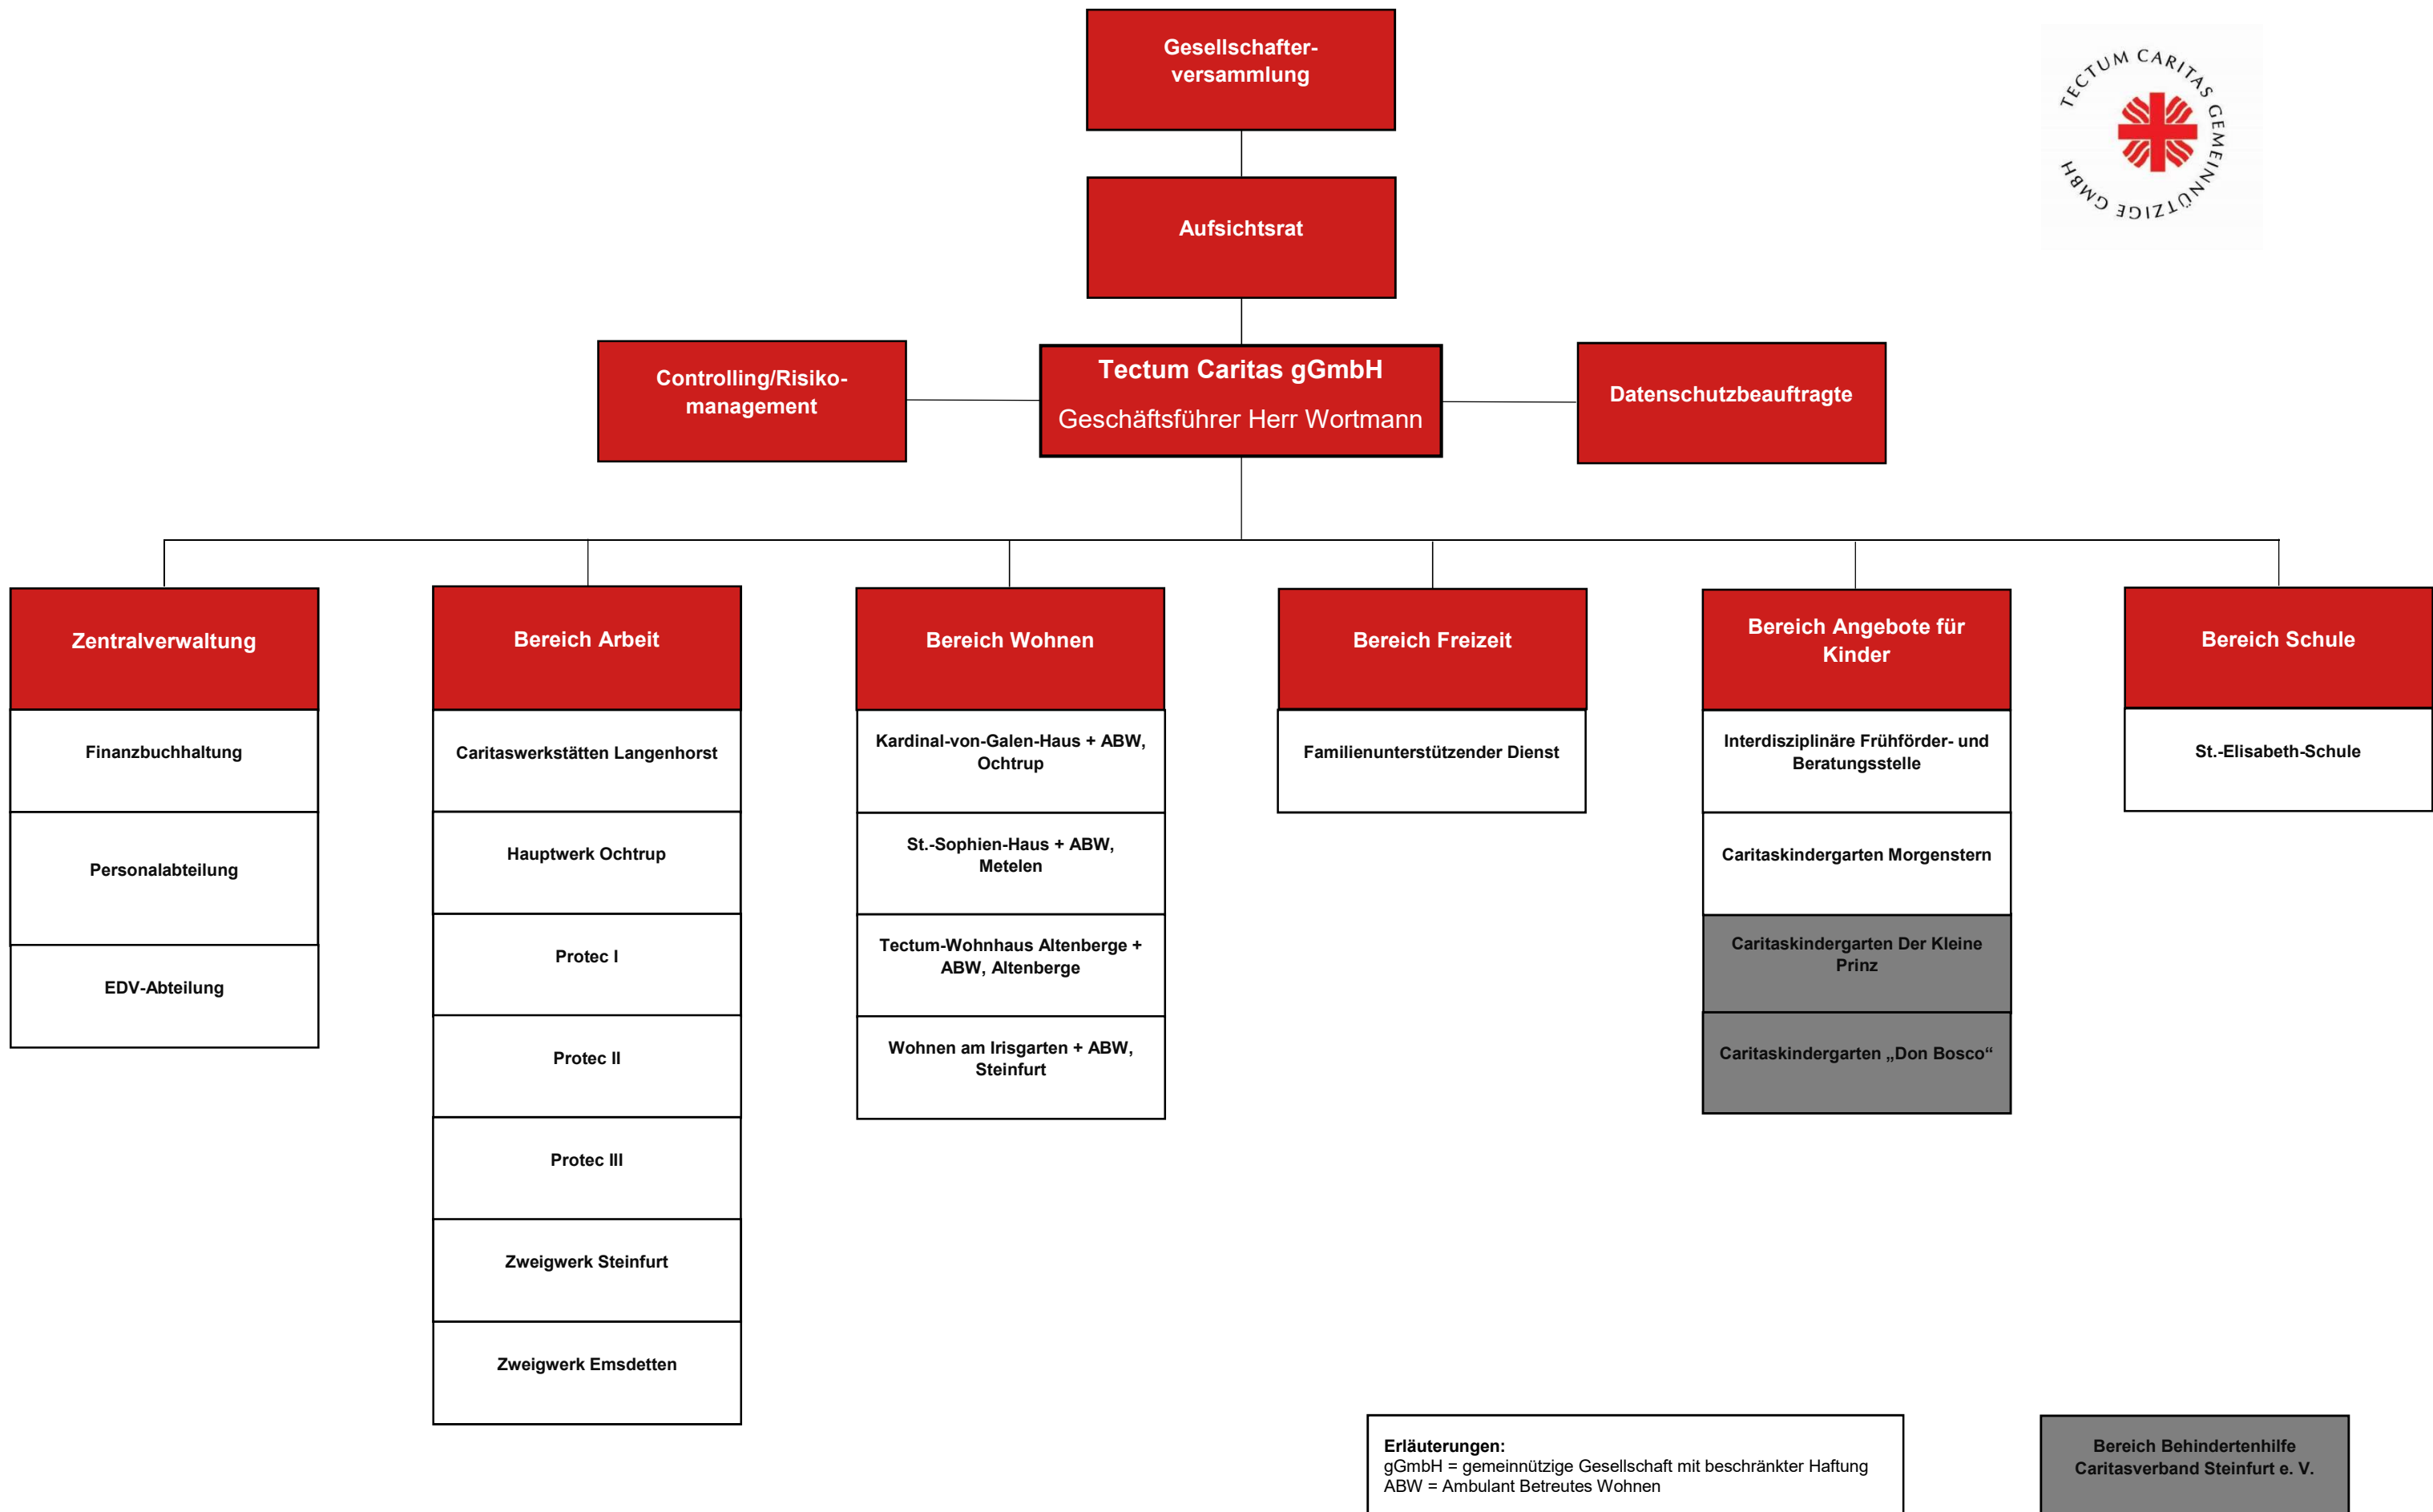 Gesellschafter-
versammlung
TECTUM CARITAS GEMEINNÜTZIGE GMBH
Aufsichtsrat
Controlling/Risiko-
management
Tectum Caritas gGmbH
Geschäftsführer Herr Wortmann
Datenschutzbeauftragte
Zentralverwaltung
Finanzbuchhaltung
Personalabteilung
EDV-Abteilung
Bereich Arbeit
Caritaswerkstätten Langenhorst
Hauptwerk Ochtrup
Protec I
Protec II
Protec III
Zweigwerk Steinfurt
Zweigwerk Emsdetten
Bereich Wohnen
Kardinal-von-Galen-Haus + ABW,
Ochtrup
St.-Sophien-Haus + ABW,
Metelen
Tectum-Wohnhaus Altenberge +
ABW, Altenberge
Wohnen am Irisgarten + ABW,
Steinfurt
Bereich Freizeit
Familienunterstützender Dienst
Bereich Angebote für
Kinder
Interdisziplinäre Frühförder- und
Beratungsstelle
Caritaskindergarten Morgenstern
Caritaskindergarten Der Kleine
Prinz
Caritaskindergarten „Don Bosco“
Bereich Schule
St.-Elisabeth-Schule
Erläuterungen:
gGmbH = gemeinnützige Gesellschaft mit beschränkter Haftung
ABW = Ambulant Betreutes Wohnen
Bereich Behindertenhilfe
Caritasverband Steinfurt e. V.